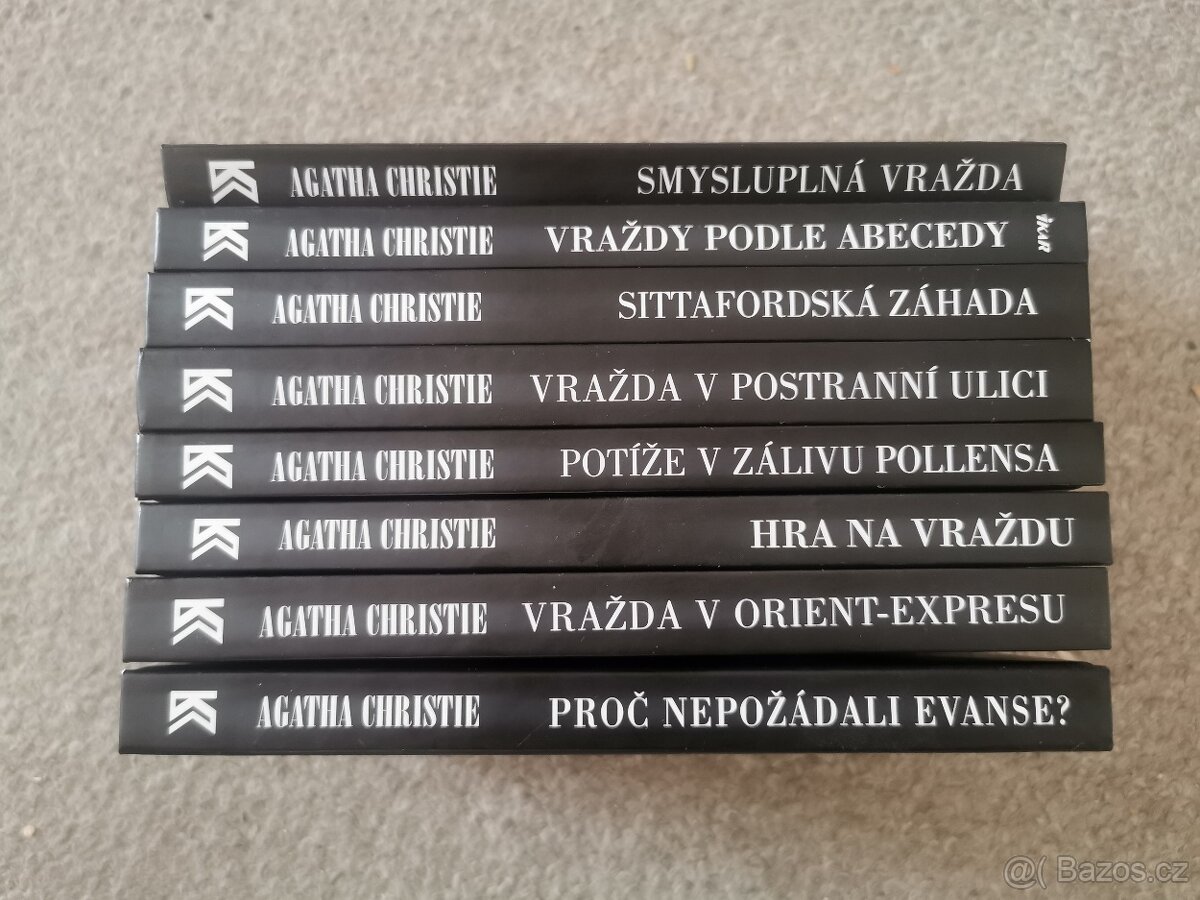 AGATHA CHRISTIE SMYSLUPLNÁ VRAŽDA
AGATHA CHRISTIE VRAŽDY PODLE ABECEDY IKAR
AGATHA CHRISTIE SITTAFORDSKÁ ZÁHADA
AGATHA CHRISTIE VRAŽDA V POSTRANNÍ ULICI
AGATHA CHRISTIE POTÍŽE V ZÁLIVU POLLENSA
AGATHA CHRISTIE HRA NA VRAŽDU
AGATHA CHRISTIE VRAŽDA V ORIENT-EXPRESU
AGATHA CHRISTIE PROČ NEPOŽÁDALI EVANSE?
@( Bazos.cz